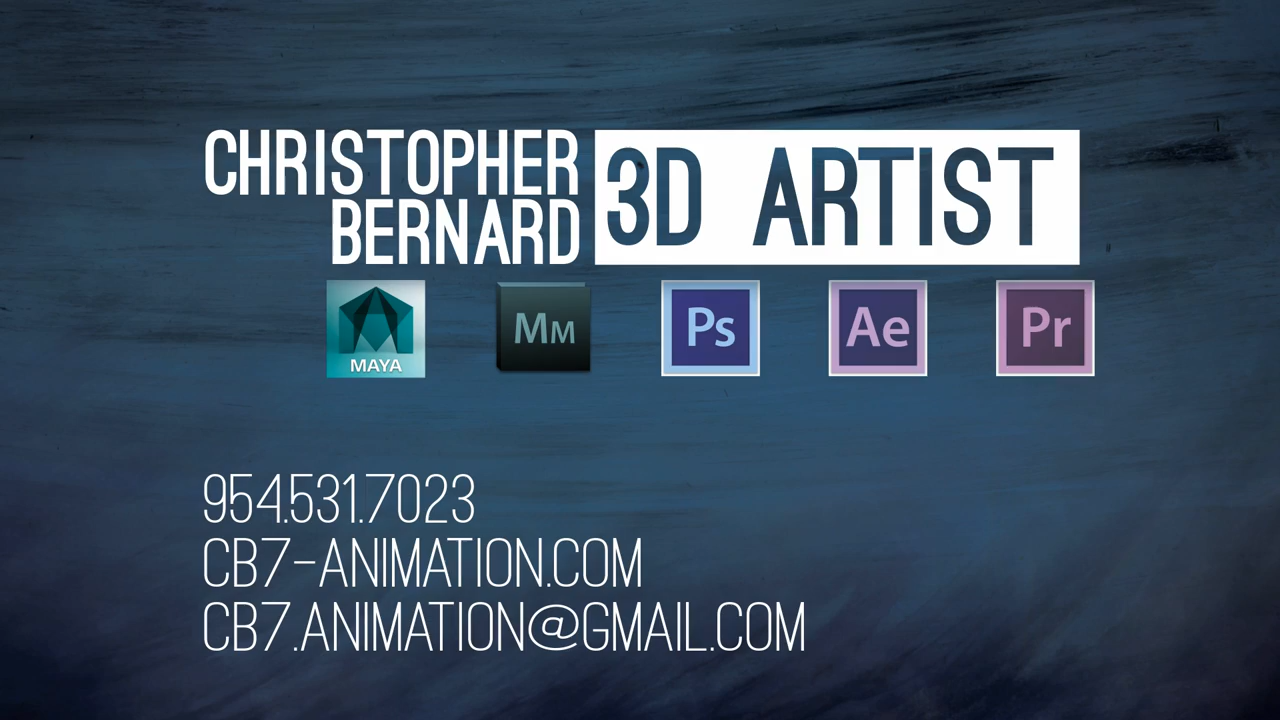 CHRISTOPHER
BERNARD
3D ARTIST
MAYA
Mm
Ps
Ae
Pr
954.531.7023
CB7-ANIMATION.COM
CB7.ANIMATION@GMAIL.COM